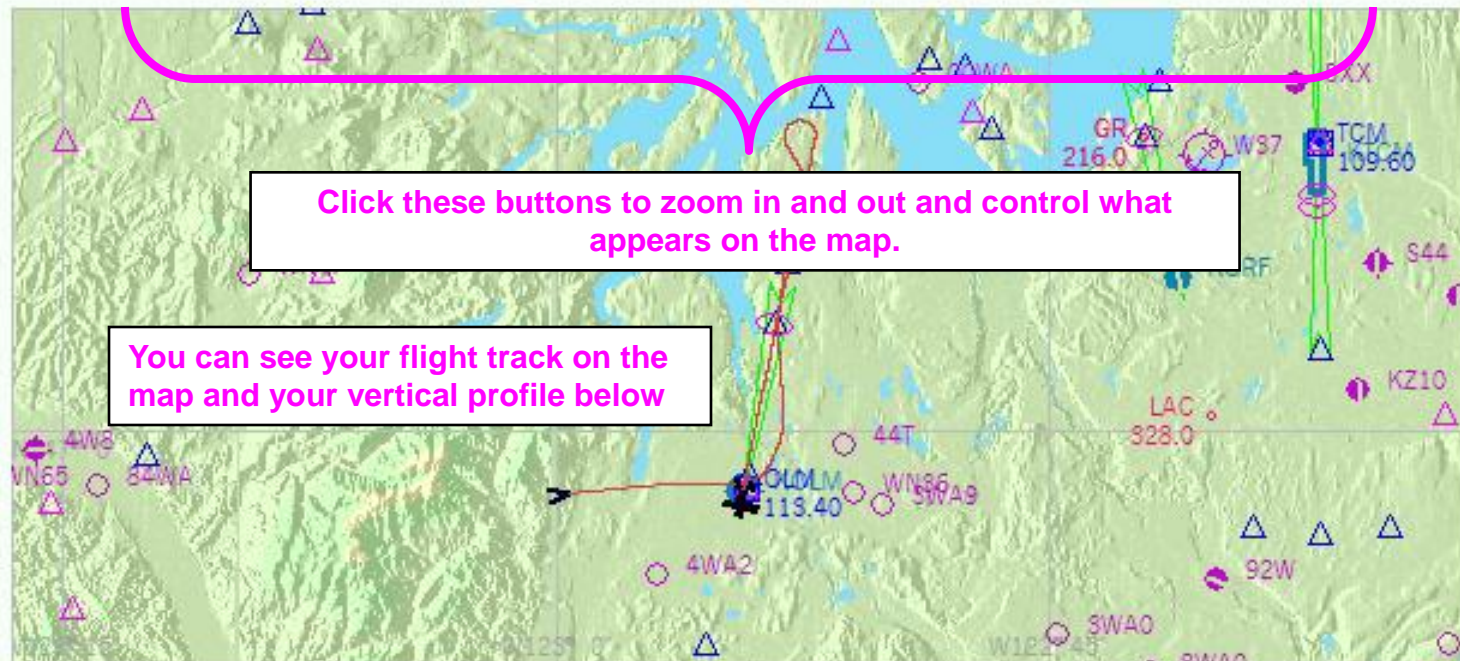 TCM
109.60
GR
216.0
W37
Click these buttons to zoom in and out and control what
appears on the map.
S44
You can see your flight track on the
map and your vertical profile below
KZ10
LAC
328.0
4W8
44T
WN65
84WA
OLM
113.40
4WA2
92W
3WA0